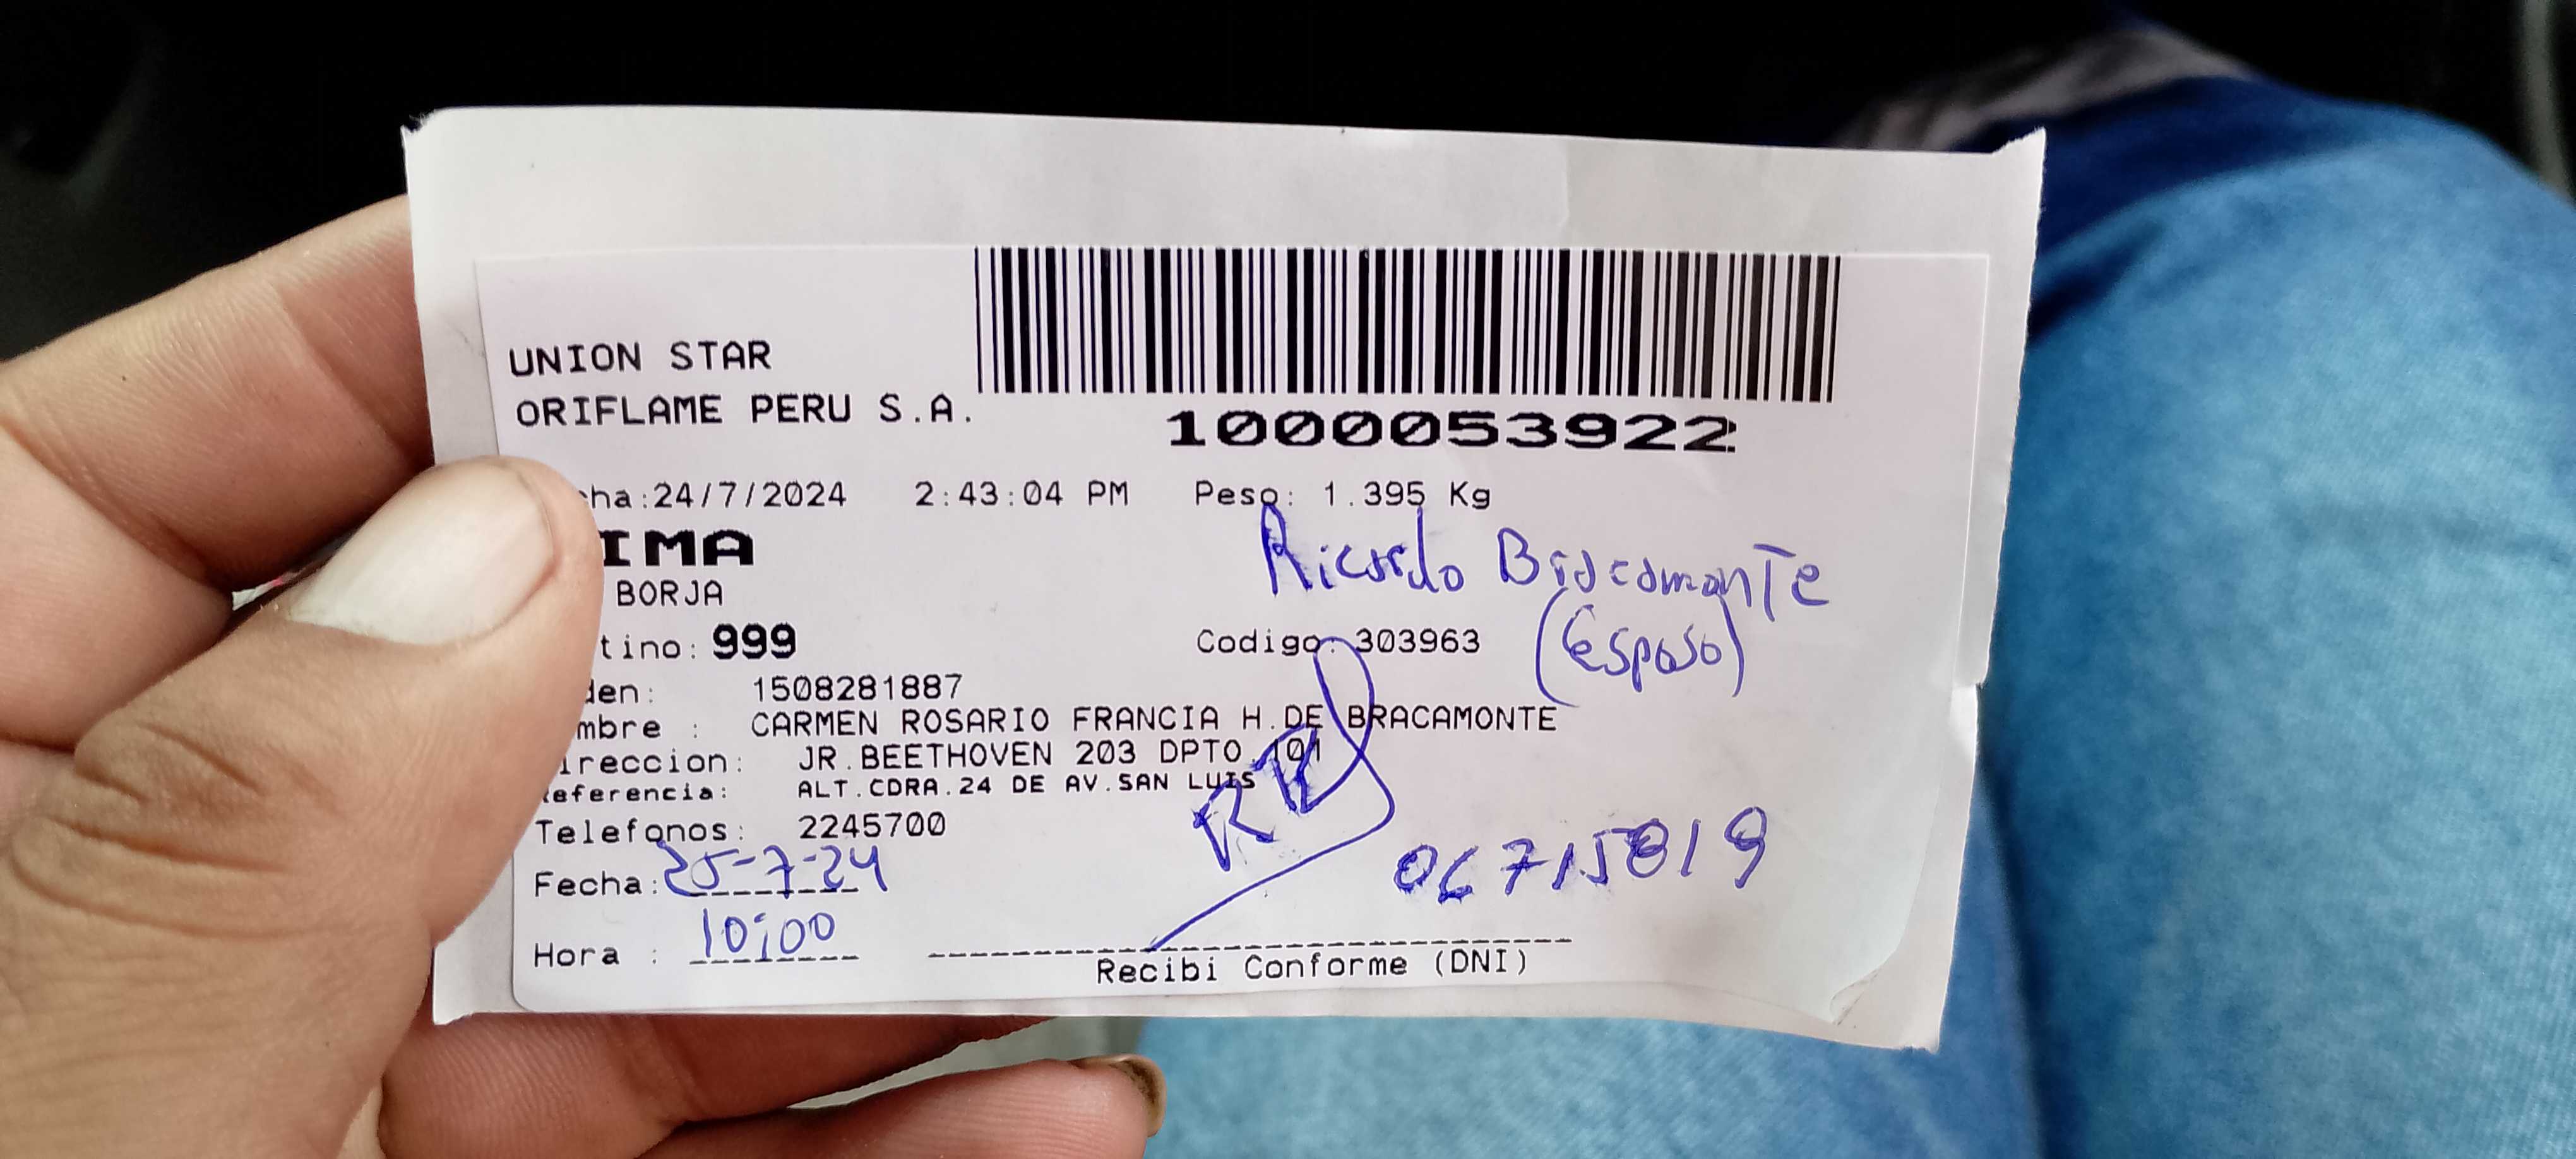 UNION STAR
ORIFLAME PERU S.A.
1000053922
ha:24/7/2024 2:43:04 PM Peso: 1.395 Kg
IMA
Ricardo Bracamonte
BORJA
(Esposo)
tino: 999 Codigo: 303963
den: 1508281887
mbre : CARMEN ROSARIO FRANCIA H.DE BRACAMONTE
ireccion: JR.BEETHOVEN 203 DPTO.101
eferencia: ALT.CDRA.24 DE AV.SAN LUIS
Telefonos: 2245700
Fecha: 25-7-24
06715819
Hora : 10:00
Recibi Conforme (DNI)